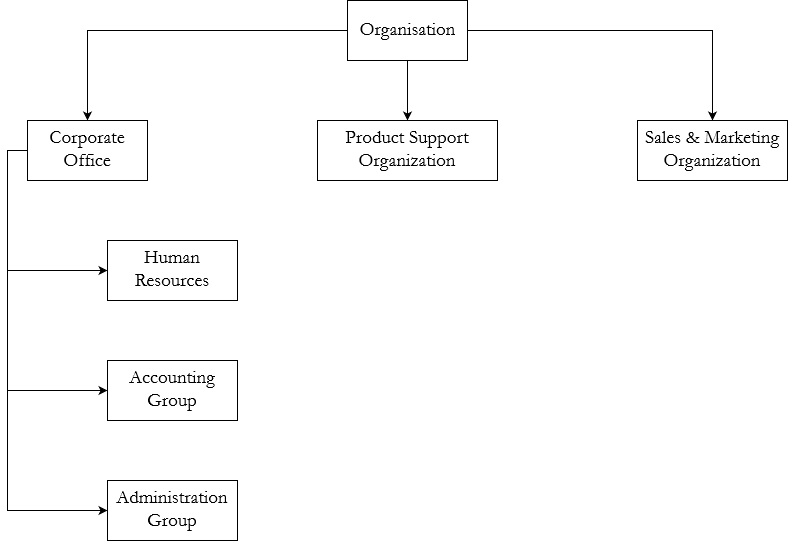 Organisation
Corporate
Office
Product Support
Organization
Sales & Marketing
Organization
Human
Resources
Accounting
Group
Administration
Group